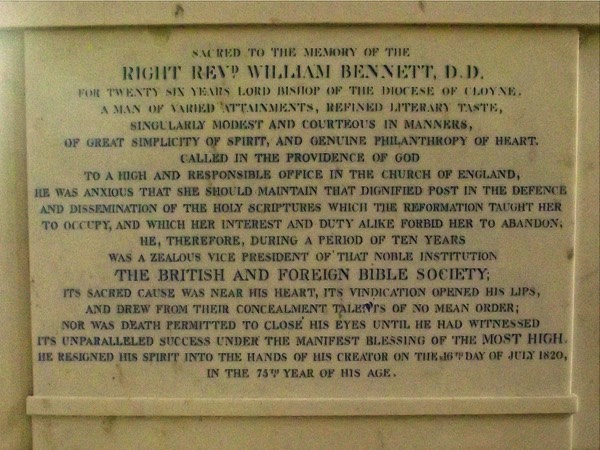 SACRED TO THE MEMORY OF THE
RIGHT REVD WILLIAM BENNETT, D.D.
FOR TWENTY SIX YEARS LORD BISHOP OF THE DIOCESE OF CLOYNE.
A MAN OF VARIED ATTAINMENTS, REFINED LITERARY TASTE,
SINGULARLY MODEST AND COURTEOUS IN MANNERS,
OF GREAT SIMPLICITY OF SPIRIT, AND GENUINE PHILANTHROPY OF HEART.
CALLED IN THE PROVIDENCE OF GOD
TO A HIGH AND RESPONSIBLE OFFICE IN THE CHURCH OF ENGLAND,
HE WAS ANXIOUS THAT SHE SHOULD MAINTAIN THAT DIGNIFIED POST IN THE DEFENCE
AND DISSEMINATION OF THE HOLY SCRIPTURES WHICH THE REFORMATION TAUGHT HER
TO OCCUPY, AND WHICH HER INTEREST AND DUTY ALIKE FORBID HER TO ABANDON;
HE, THEREFORE, DURING A PERIOD OF TEN YEARS
WAS A ZEALOUS VICE PRESIDENT OF THAT NOBLE INSTITUTION
THE BRITISH AND FOREIGN BIBLE SOCIETY;
ITS SACRED CAUSE WAS NEAR HIS HEART, ITS VINDICATION OPENED HIS LIPS,
AND DREW FROM THEIR CONCEALMENT TALENTS OF NO MEAN ORDER;
NOR WAS DEATH PERMITTED TO CLOSE HIS EYES UNTIL HE HAD WITNESSED
ITS UNPARALLELED SUCCESS UNDER THE MANIFEST BLESSING OF THE MOST HIGH.
HE RESIGNED HIS SPIRIT INTO THE HANDS OF HIS CREATOR ON THE 16TH DAY OF JULY 1820,
IN THE 75TH YEAR OF HIS AGE.